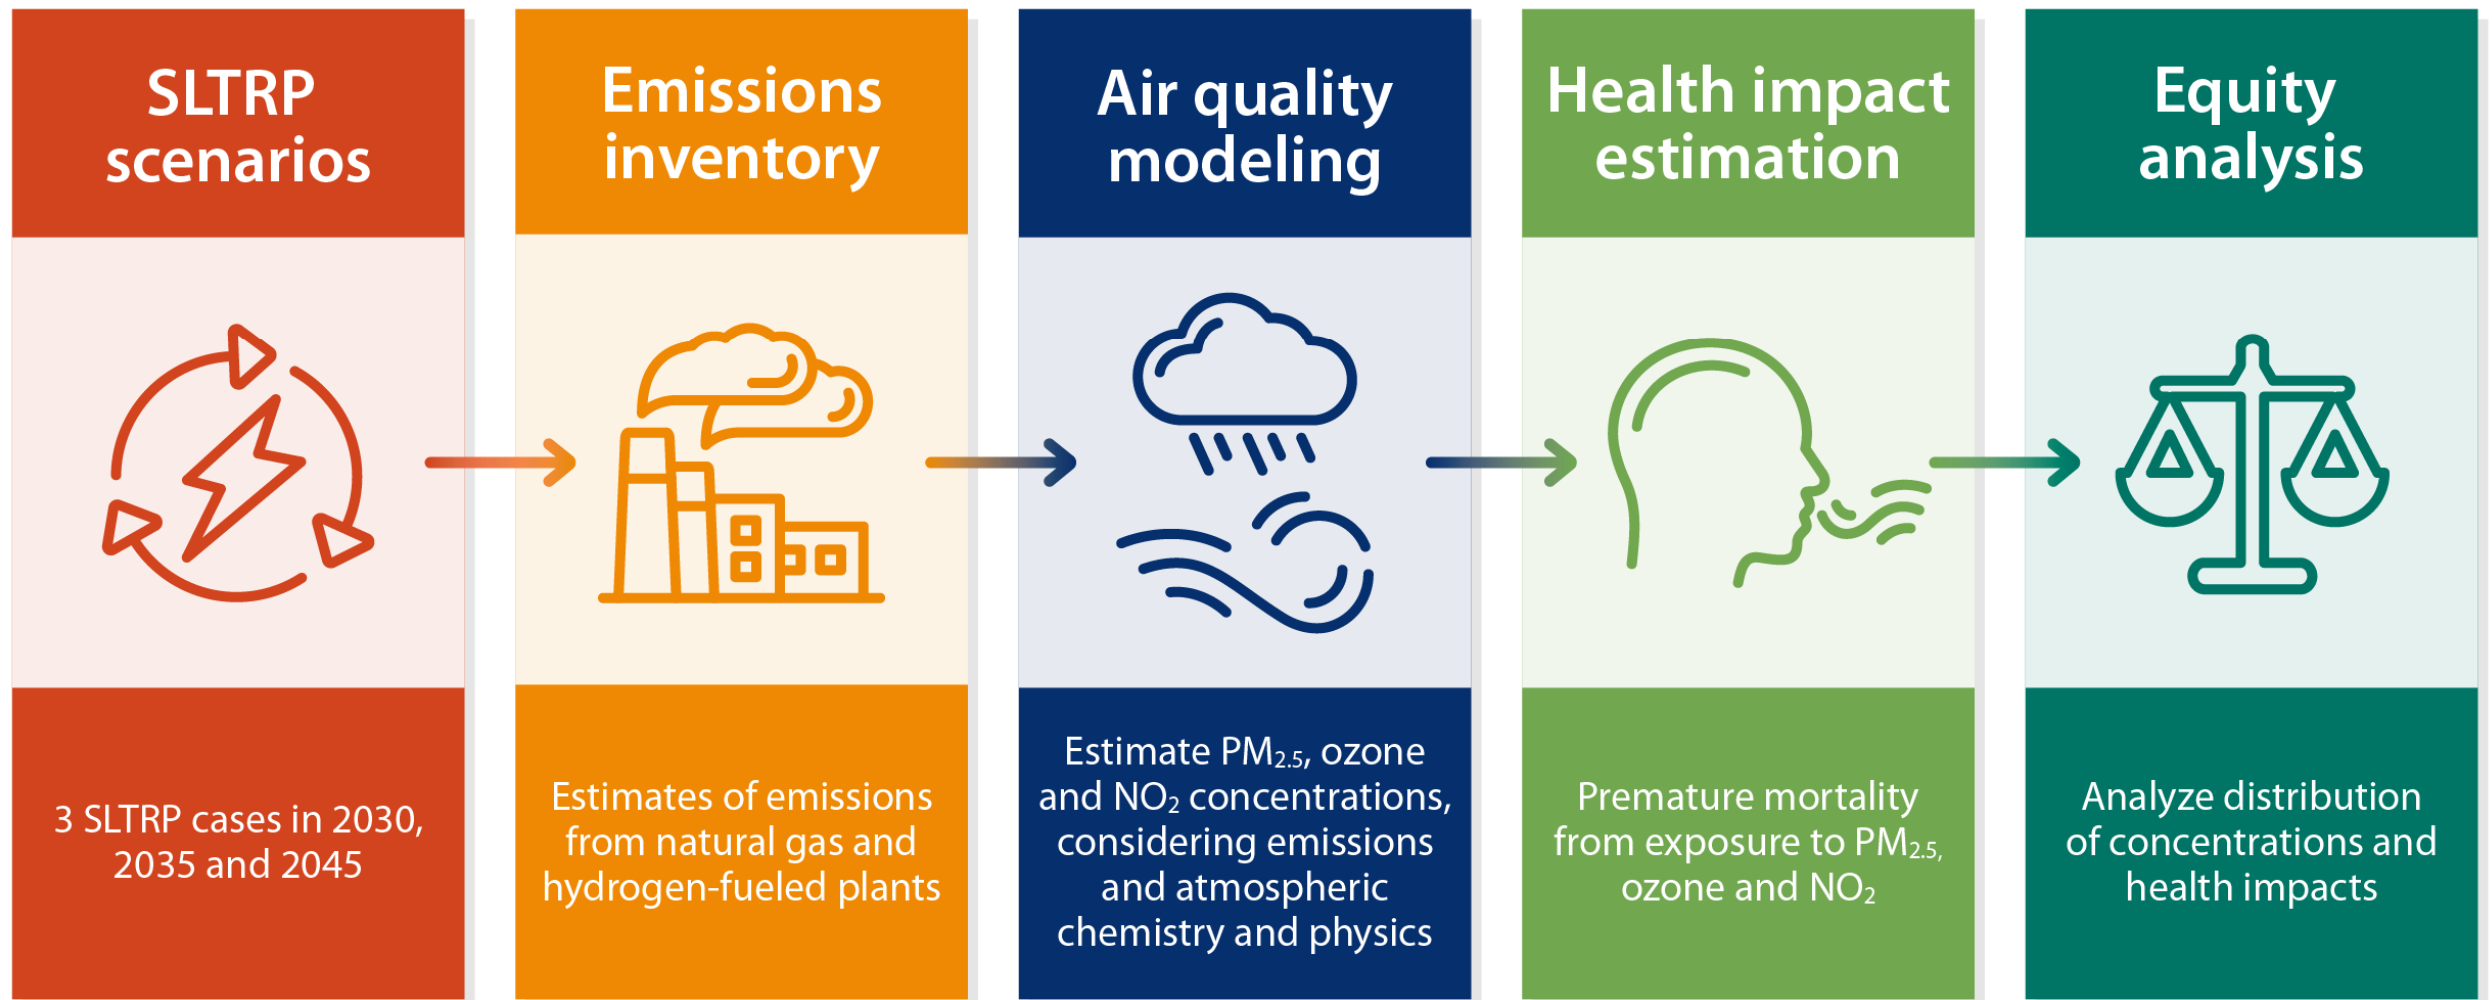 SLTRP
scenarios
3 SLTRP cases in 2030,
2035 and 2045
Emissions
inventory
Estimates of emissions
from natural gas and
hydrogen-fueled plants
Air quality
modeling
Estimate PM₂.₅, ozone
and NO₂ concentrations,
considering emissions
and atmospheric
chemistry and physics
Health impact
estimation
Premature mortality
from exposure to PM₂.₅,
ozone and NO₂
Equity
analysis
Analyze distribution
of concentrations and
health impacts